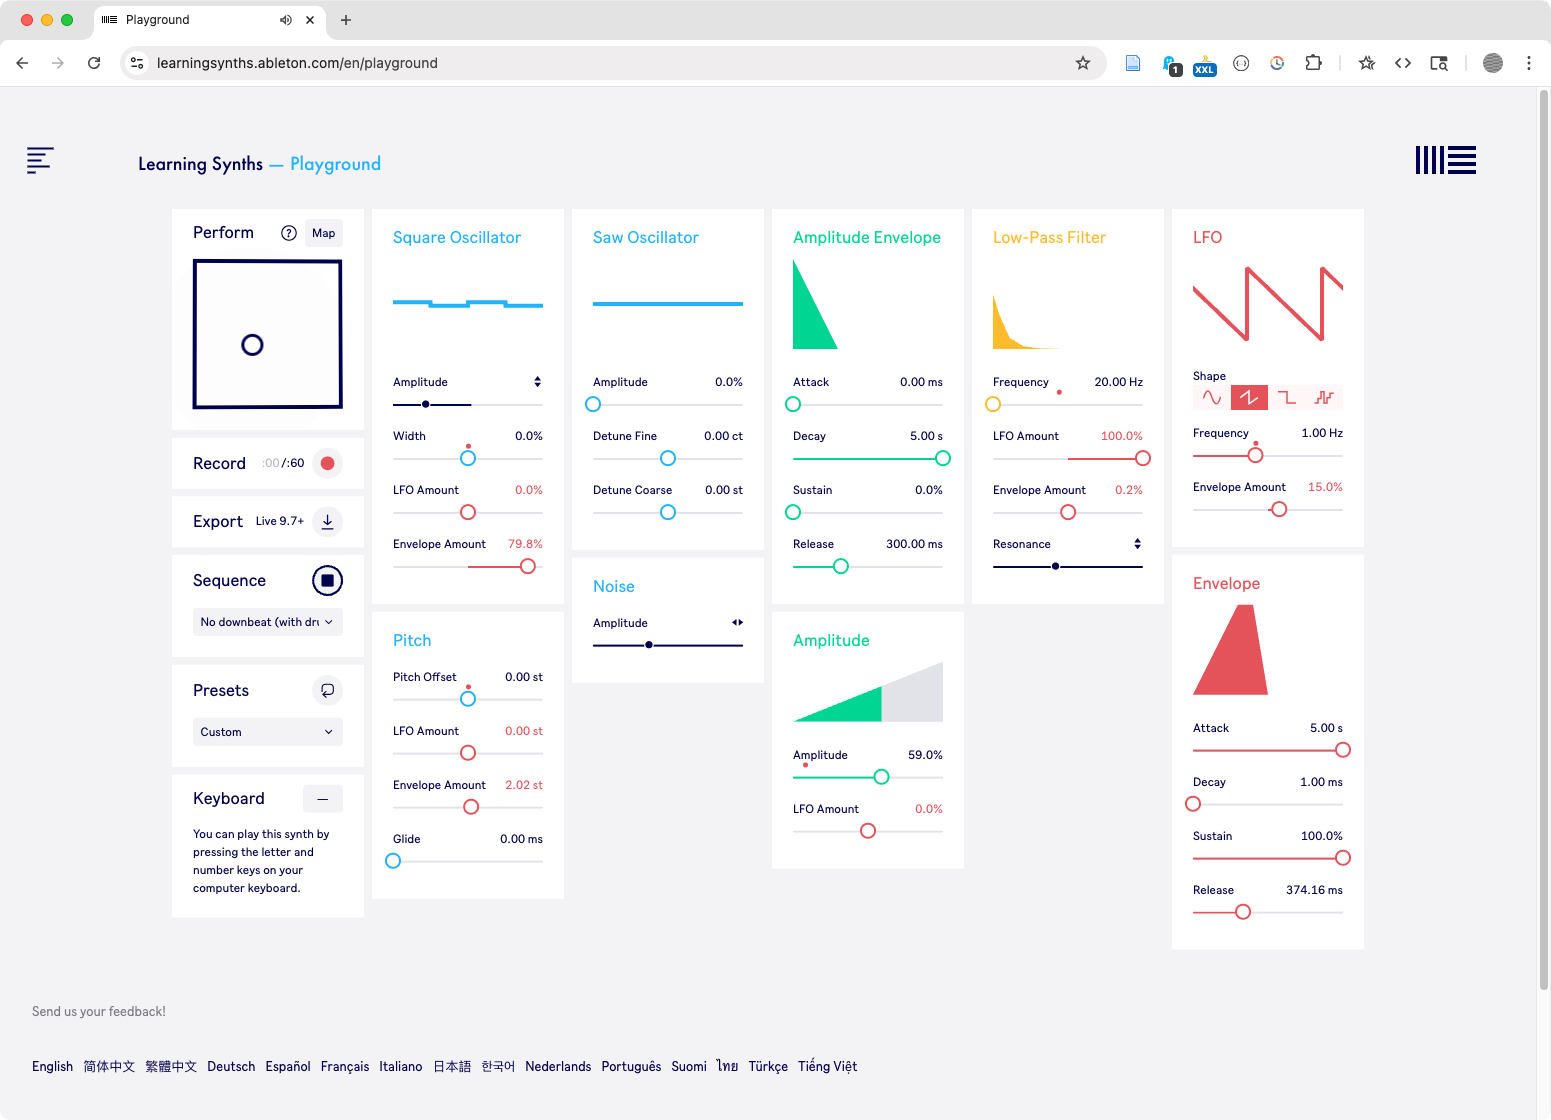 Playground
learningsynths.ableton.com/en/playground
1
XXL
Learning Synths — Playground
Perform
?
Map
Record
:00/:60
Export
Live 9.7+
Sequence
No downbeat (with dru
Presets
Custom
Keyboard
You can play this synth by
pressing the letter and
number keys on your
computer keyboard.
Square Oscillator
Amplitude
Width 0.0%
LFO Amount 0.0%
Envelope Amount 79.8%
Pitch
Pitch Offset 0.00 st
LFO Amount 0.00 st
Envelope Amount 2.02 st
Glide 0.00 ms
Saw Oscillator
Amplitude 0.0%
Detune Fine 0.00 ct
Detune Coarse 0.00 st
Noise
Amplitude
Amplitude Envelope
Attack 0.00 ms
Decay 5.00 s
Sustain 0.0%
Release 300.00 ms
Amplitude
Amplitude 59.0%
LFO Amount 0.0%
Low-Pass Filter
Frequency 20.00 Hz
LFO Amount 100.0%
Envelope Amount 0.2%
Resonance
LFO
Shape
Frequency 1.00 Hz
Envelope Amount 15.0%
Envelope
Attack 5.00 s
Decay 1.00 ms
Sustain 100.0%
Release 374.16 ms
Send us your feedback!
English 简体中文 繁體中文 Deutsch Español Français Italiano 日本語 한국어 Nederlands Português Suomi ไทย Türkçe Tiếng Việt